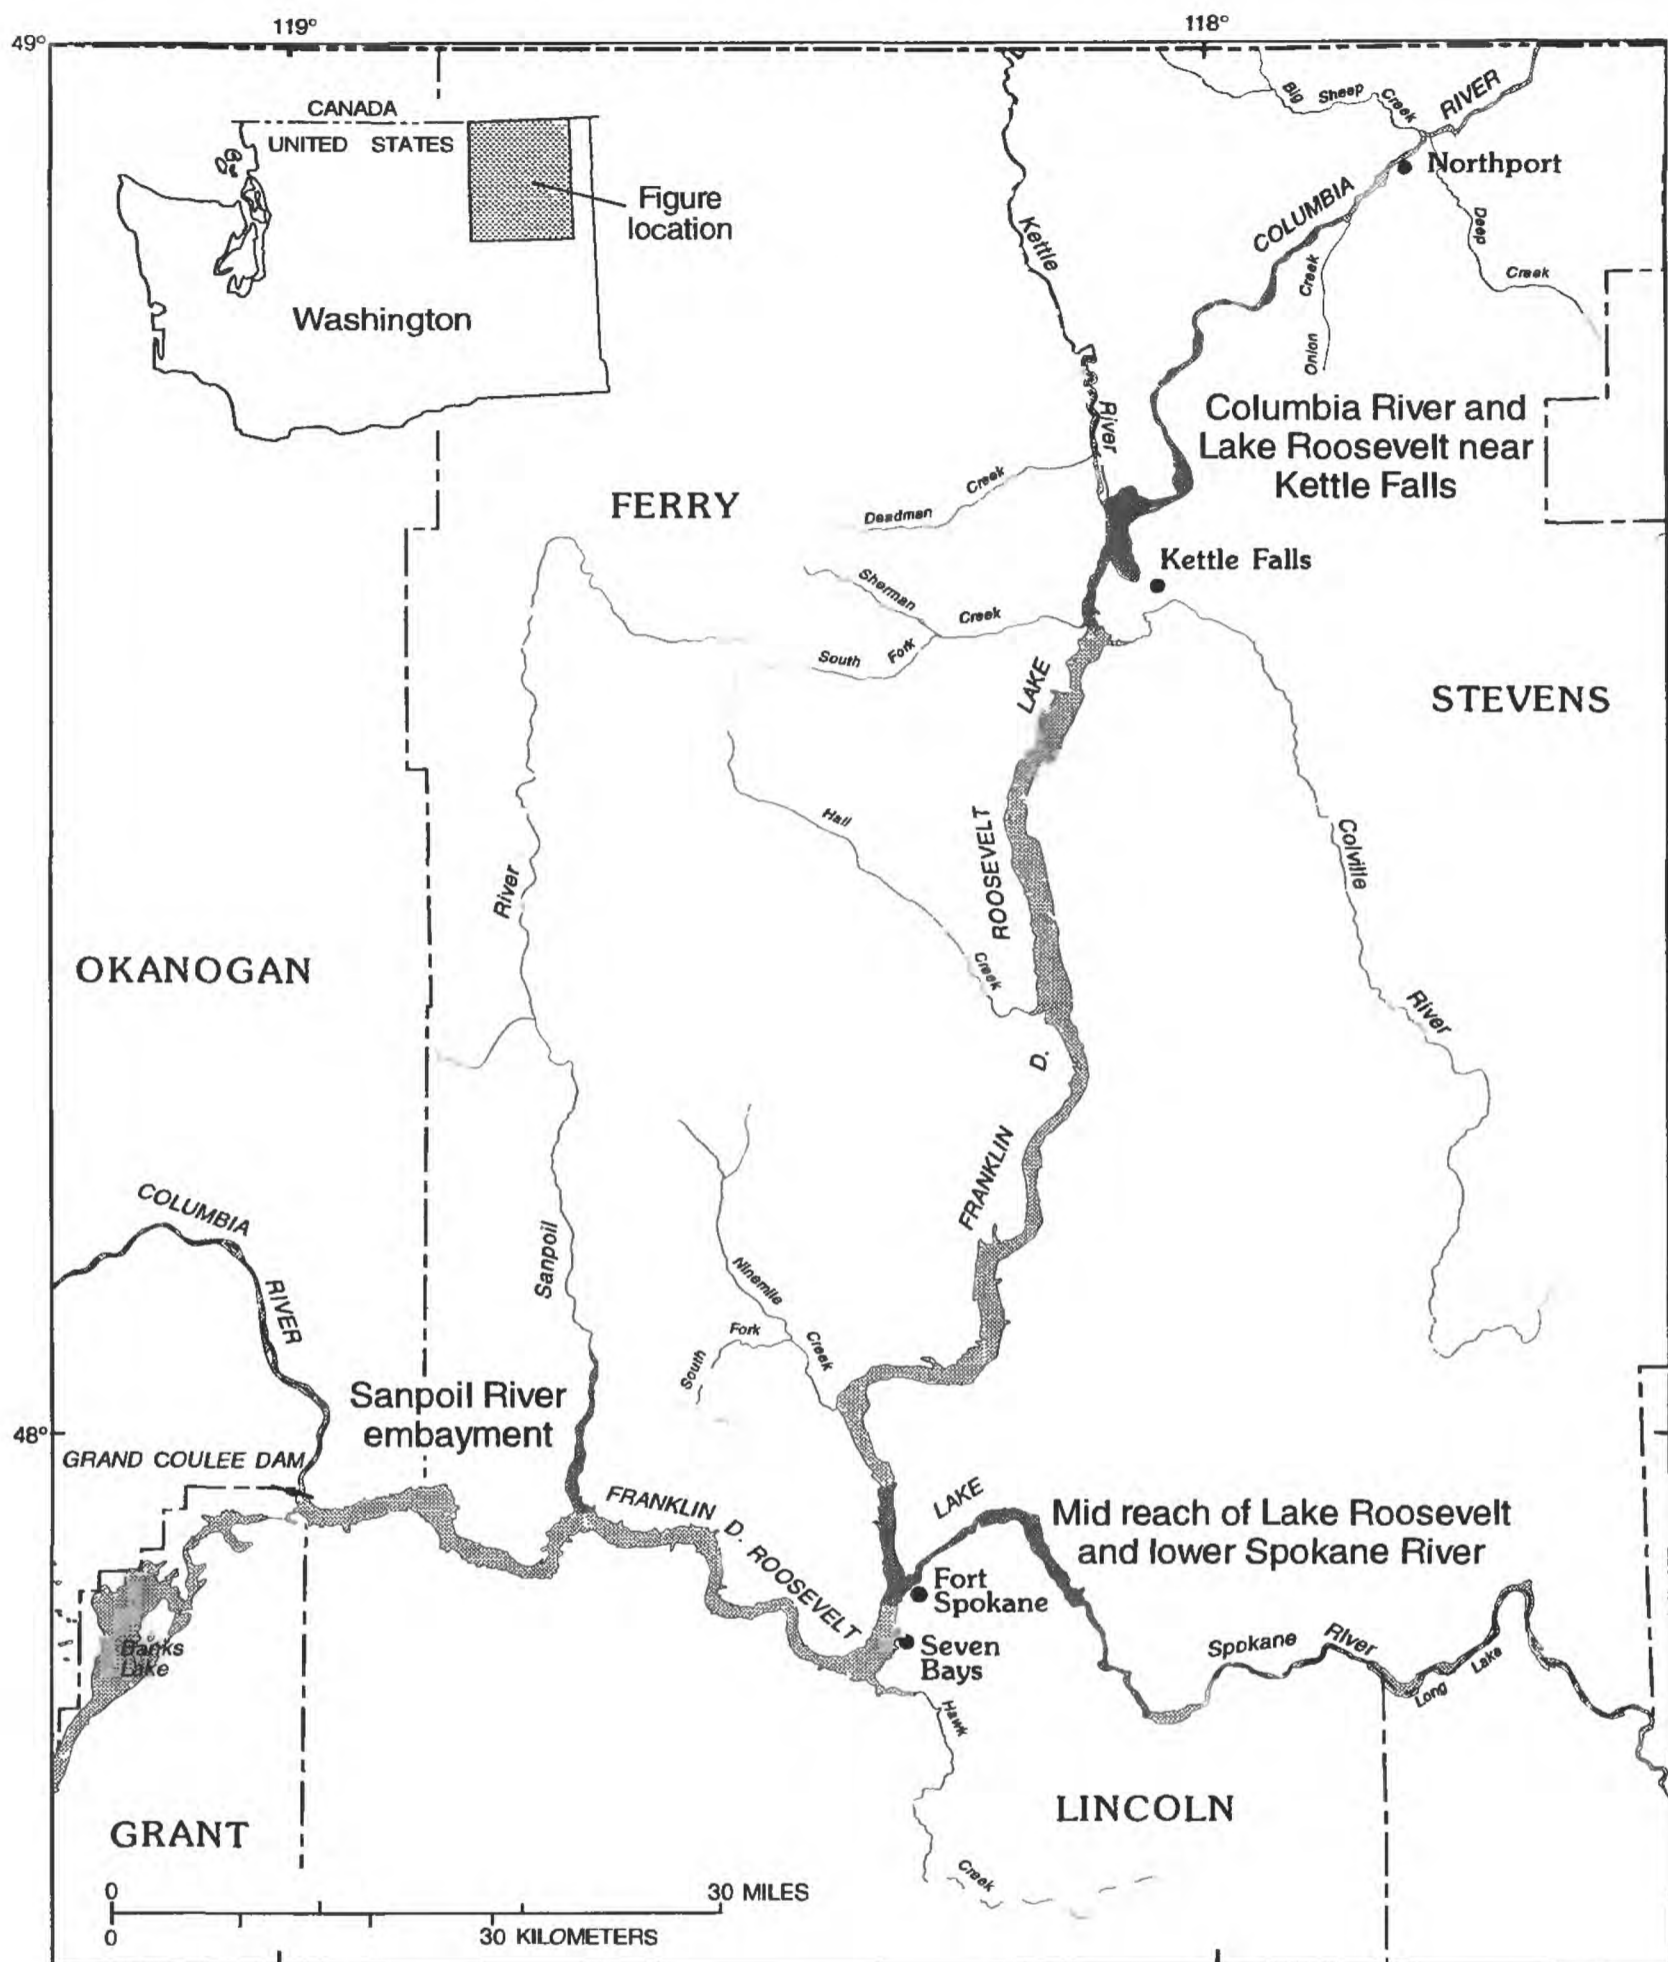 119°
118°
49°
CANADA
UNITED STATES
Figure
location
Washington
Big Sheep Creek
RIVER
Northport
COLUMBIA
Deep
Creek
Kettle
Creek
Onion
River
Columbia River and
Lake Roosevelt near
Kettle Falls
FERRY
Creek
Deadman
Kettle Falls
Sherman
Creek
South Fork
LAKE
STEVENS
Hall
ROOSEVELT
Colville
River
OKANOGAN
Creek
River
D.
FRANKLIN
COLUMBIA
RIVER
Sanpoil
Ninemile
Fork
South
Creek
Sanpoil River
embayment
48°
GRAND COULEE DAM
FRANKLIN
D.
ROOSEVELT
LAKE
Mid reach of Lake Roosevelt
and lower Spokane River
Fort
Spokane
Seven
Bays
Banks
Lake
Spokane River
Long Lake
Hawk
LINCOLN
GRANT
Creek
0 30 MILES
0 30 KILOMETERS